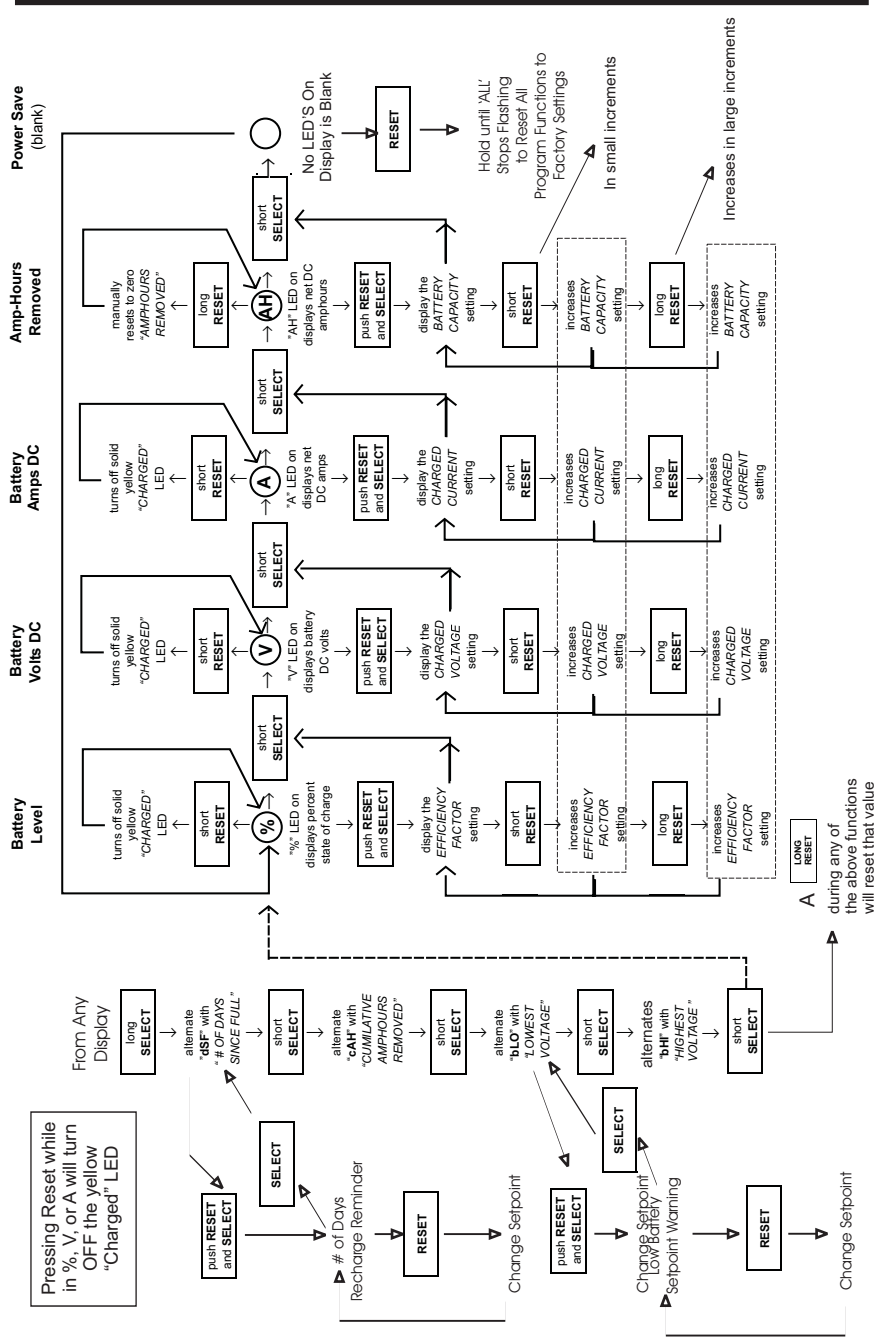 Pressing Reset while
in %, V, or A will turn
OFF the yellow
“Charged” LED
push RESET
and SELECT
SELECT
# of Days
Recharge Reminder
RESET
Change Setpoint
push RESET
and SELECT
SELECT
Change Setpoint
Low Battery
Setpoint Warning
RESET
Change Setpoint
From Any
Display
long
SELECT
alternate
"dSF" with
“ # OF DAYS
SINCE FULL”
short
SELECT
alternate
"cAH" with
“CUMILATIVE
AMPHOURS
REMOVED”
short
SELECT
alternate
“bLO" with
“LOWEST
VOLTAGE”
short
SELECT
alternates
"bHI" with
“HIGHEST
VOLTAGE ”
short
SELECT
A
LONG
RESET
during any of
the above functions
will reset that value
Battery
Level
turns off solid
yellow
“CHARGED”
LED
short
RESET
%
short
SELECT
"%" LED on
displays percent
state of charge
push RESET
and SELECT
display the
EFFICIENCY
FACTOR
setting
short
RESET
increases
EFFICIENCY
FACTOR
setting
long
RESET
increases
EFFICIENCY
FACTOR
setting
Battery
Volts DC
turns off solid
yellow
“CHARGED”
LED
short
RESET
V
short
SELECT
"V" LED on
displays battery
DC volts
push RESET
and SELECT
display the
CHARGED
VOLTAGE
setting
short
RESET
increases
CHARGED
VOLTAGE
setting
long
RESET
increases
CHARGED
VOLTAGE
setting
Battery
Amps DC
turns off solid
yellow
“CHARGED”
LED
short
RESET
A
short
SELECT
"A" LED on
displays net
DC amps
push RESET
and SELECT
display the
CHARGED
CURRENT
setting
short
RESET
increases
CHARGED
CURRENT
setting
long
RESET
increases
CHARGED
CURRENT
setting
Amp-Hours
Removed
manually
resets to zero
“AMPHOURS
REMOVED”
long
RESET
AH
short
SELECT
"AH" LED on
displays net DC
amphours
push RESET
and SELECT
display the
BATTERY
CAPACITY
setting
short
RESET
increases
BATTERY
CAPACITY
setting
long
RESET
increases
BATTERY
CAPACITY
setting
Power Save
(blank)
No LED'S On
Display is Blank
RESET
Hold until ‘ALL’
Stops Flashing
to Reset All
Program Functions to
Factory Settings
In small increments
Increases in large increments